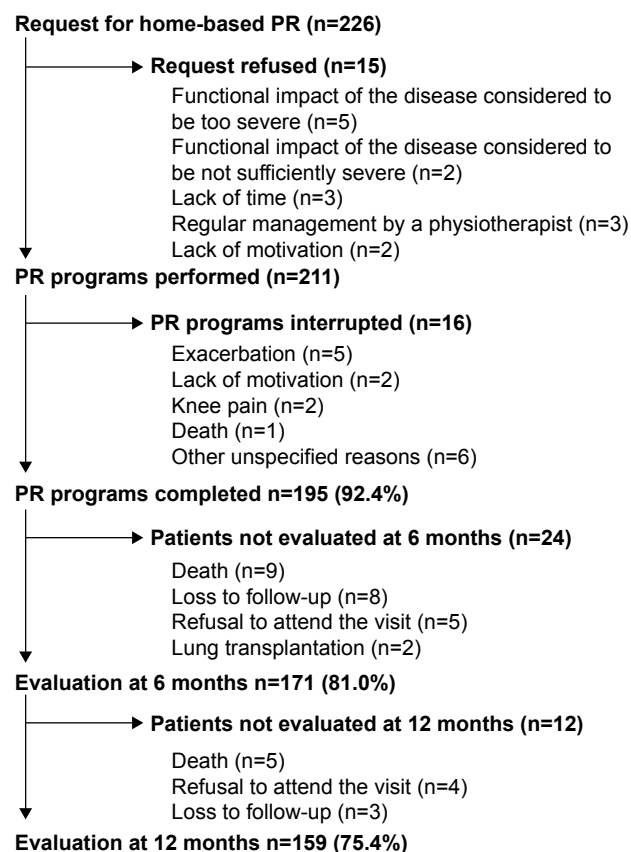 Request for home-based PR (n=226)
Request refused (n=15)
Functional impact of the disease considered to
be too severe (n=5)
Functional impact of the disease considered to
be not sufficiently severe (n=2)
Lack of time (n=3)
Regular management by a physiotherapist (n=3)
Lack of motivation (n=2)
PR programs performed (n=211)
PR programs interrupted (n=16)
Exacerbation (n=5)
Lack of motivation (n=2)
Knee pain (n=2)
Death (n=1)
Other unspecified reasons (n=6)
PR programs completed n=195 (92.4%)
Patients not evaluated at 6 months (n=24)
Death (n=9)
Loss to follow-up (n=8)
Refusal to attend the visit (n=5)
Lung transplantation (n=2)
Evaluation at 6 months n=171 (81.0%)
Patients not evaluated at 12 months (n=12)
Death (n=5)
Refusal to attend the visit (n=4)
Loss to follow-up (n=3)
Evaluation at 12 months n=159 (75.4%)